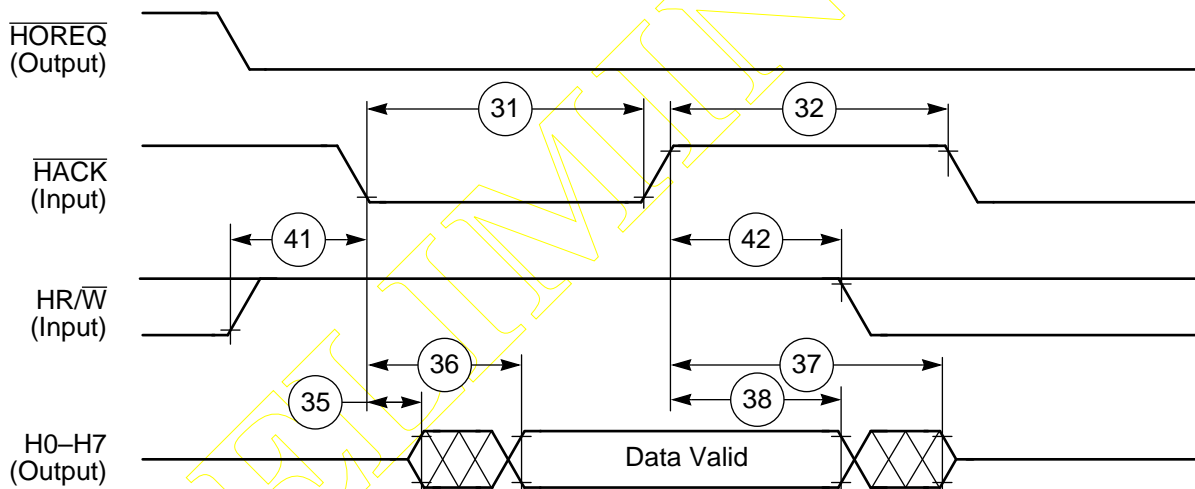 HOREQ
(Output)
31
32
HACK
(Input)
41
42
HR/W
(Input)
36
37
35
38
H0–H7
(Output)
Data Valid